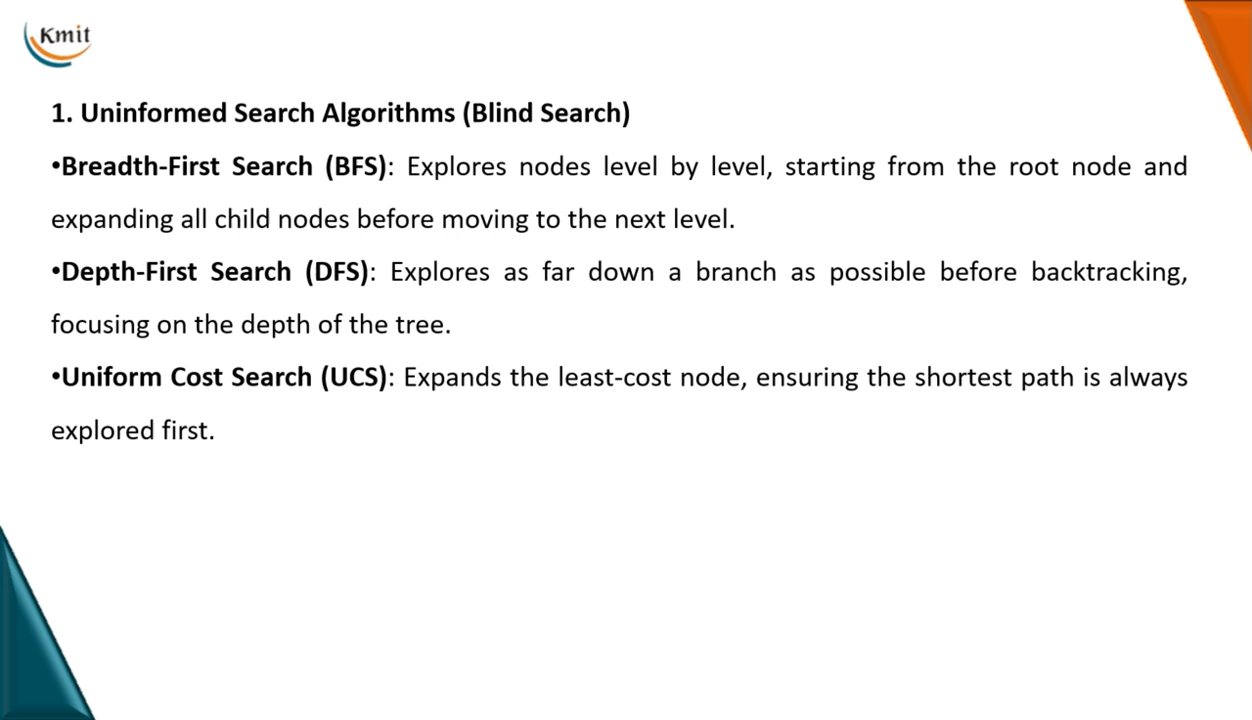 Kmit
1. Uninformed Search Algorithms (Blind Search)
•Breadth-First Search (BFS): Explores nodes level by level, starting from the root node and
expanding all child nodes before moving to the next level.
•Depth-First Search (DFS): Explores as far down a branch as possible before backtracking,
focusing on the depth of the tree.
•Uniform Cost Search (UCS): Expands the least-cost node, ensuring the shortest path is always
explored first.